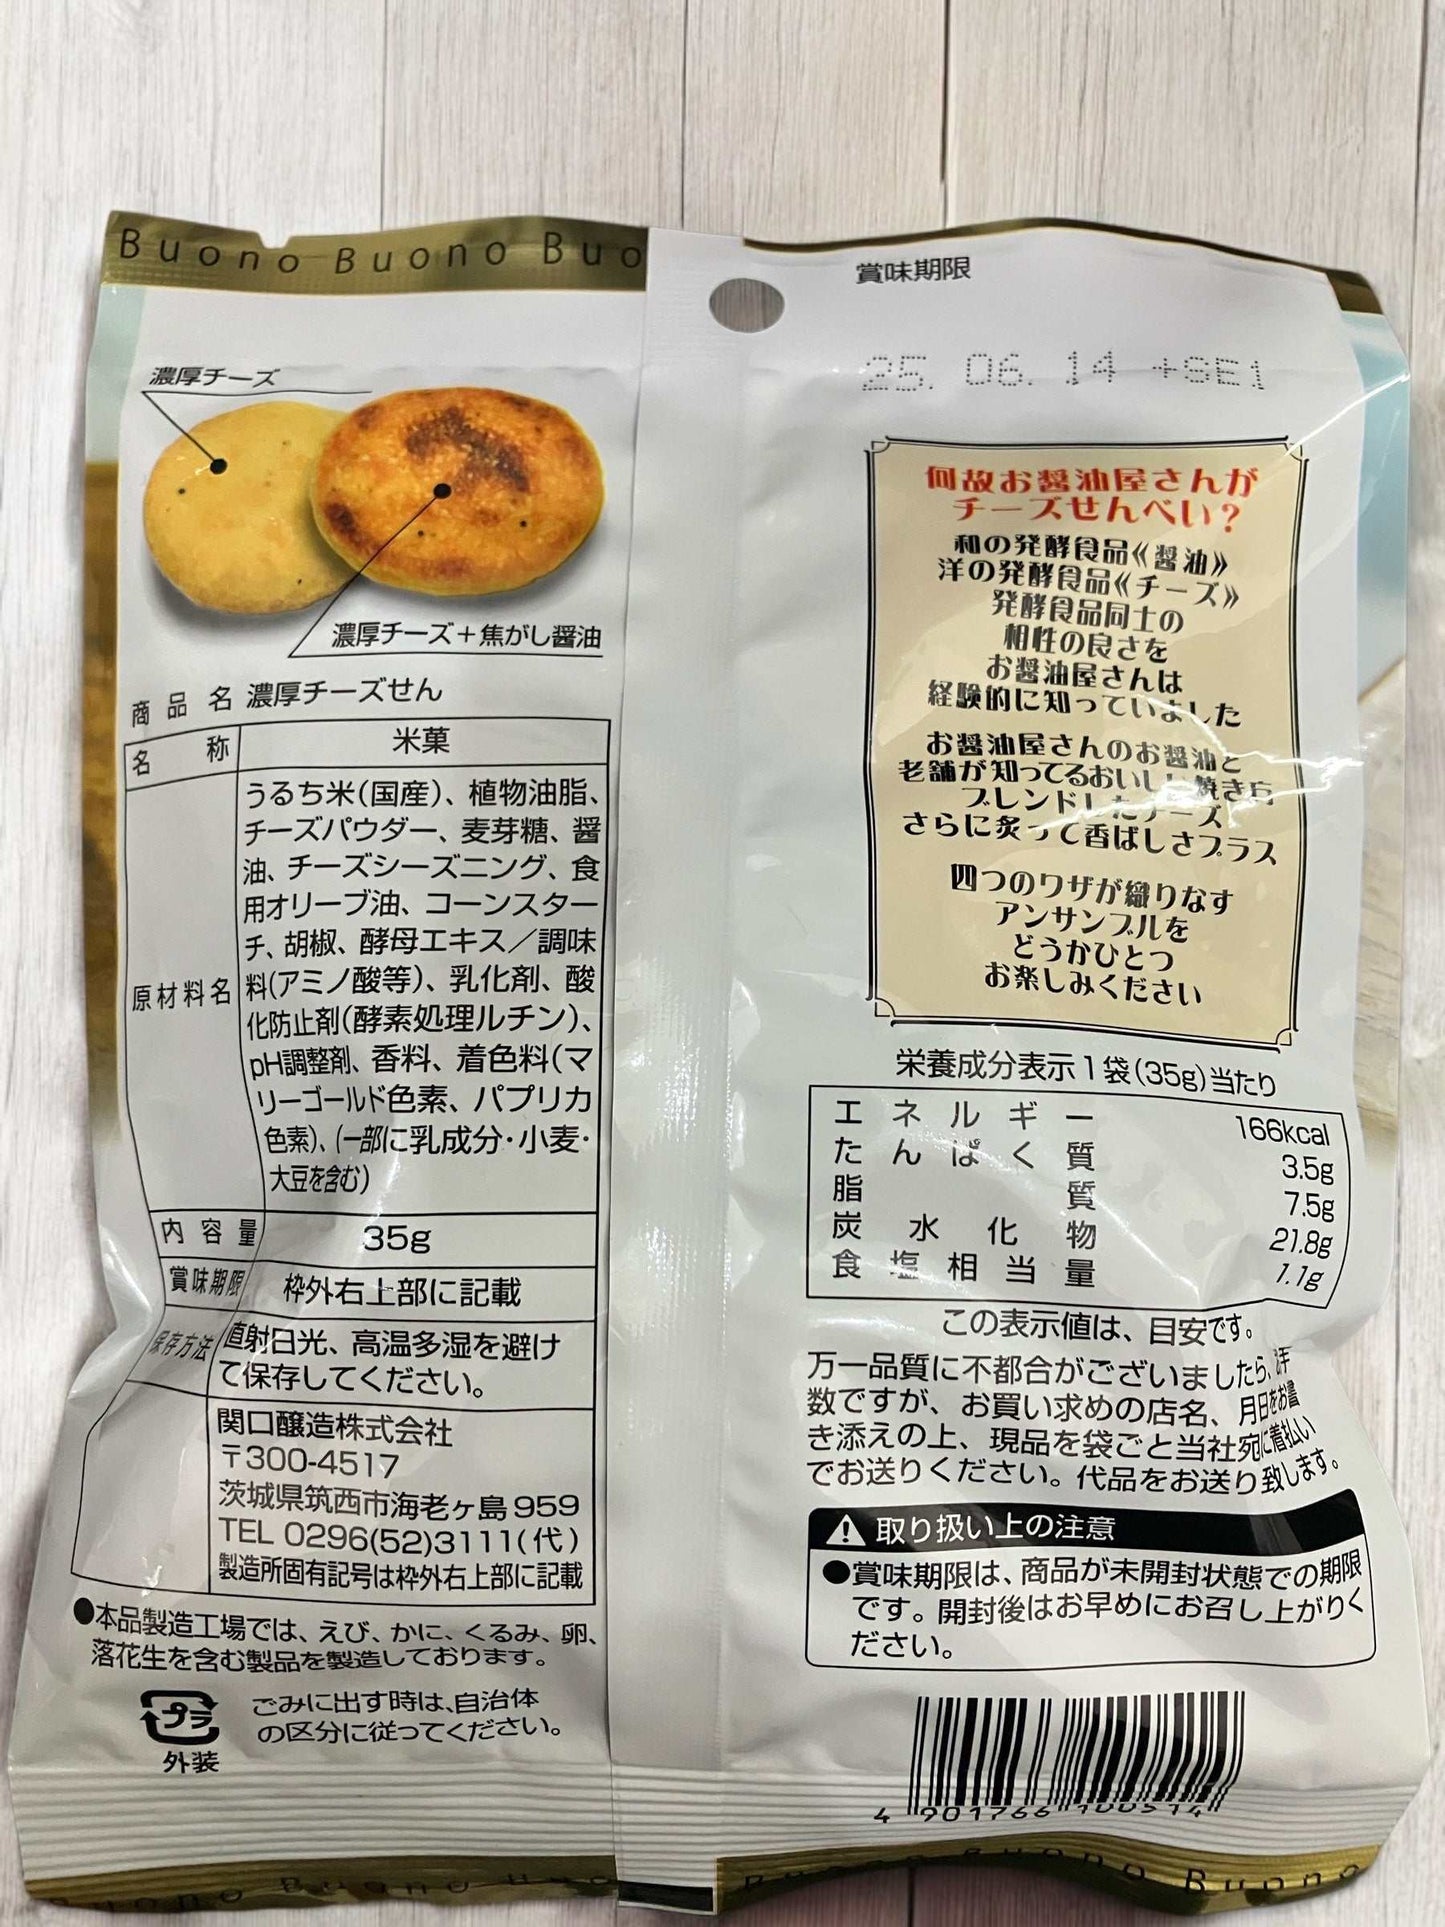 Buono Buono Buo
賞味期限
25. 06. 14 +SE1
濃厚チーズ
濃厚チーズ＋焦がし醤油
商品名 濃厚チーズせん
名称 米菓
原材料名
うるち米(国産)、植物油脂、
チーズパウダー、麦芽糖、醤
油、チーズシーズニング、食
用オリーブ油、コーンスター
チ、胡椒、酵母エキス／調味
料(アミノ酸等)、乳化剤、酸
化防止剤(酵素処理ルチン)、
pH調整剤、香料、着色料(マ
リーゴールド色素、パプリカ
色素)、(一部に乳成分・小麦・
大豆を含む)
内容量 35g
賞味期限 枠外右上部に記載
保存方法 直射日光、高温多湿を避け
て保存してください。
関口醸造株式会社
〒300-4517
茨城県筑西市海老ヶ島959
TEL 0296(52)3111(代)
製造所固有記号は枠外右上部に記載
●本品製造工場では、えび、かに、くるみ、卵、
落花生を含む製品を製造しております。
プラ
外装
ごみに出す時は、自治体
の区分に従ってください。
何故お醤油屋さんが
チーズせんべい？
和の発酵食品《醤油》
洋の発酵食品《チーズ》
発酵食品同士の
相性の良さを
お醤油屋さんは
経験的に知っていました
お醤油屋さんのお醤油と
老舗が知ってるおいしい焼き方
ブレンドしたチーズ
さらに炙って香ばしさプラス
四つのワザが織りなす
アンサンブルを
どうかひとつ
お楽しみください
栄養成分表示1袋(35g)当たり
エネルギー 166kcal
たんぱく質 3.5g
脂質 7.5g
炭水化物 21.8g
食塩相当量 1.1g
この表示値は、目安です。
万一品質に不都合がございましたら、お手
数ですが、お買い求めの店名、月日をお書
き添えの上、現品を袋ごと当社宛に着払い
でお送りください。代品をお送り致します。
取り扱い上の注意
●賞味期限は、商品が未開封状態での期限
です。開封後はお早めにお召し上がりく
ださい。
4 901766 100514
Buono Buono Buo
Buono Buono Buono